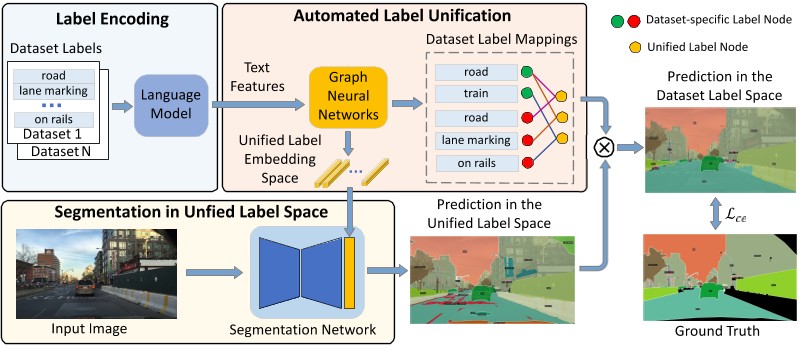 Label Encoding
Dataset Labels
road
lane marking
...
on rails
Dataset 1
Dataset N
Language
Model
Automated Label Unification
Text
Features
Graph
Neural
Networks
Unified Label
Embedding
Space
...
Dataset Label Mappings
road
train
road
lane marking
on rails
Dataset-specific Label Node
Unified Label Node
Prediction in the
Dataset Label Space
ℒce
Ground Truth
Segmentation in Unfied Label Space
Input Image
Segmentation Network
Prediction in the
Unified Label Space